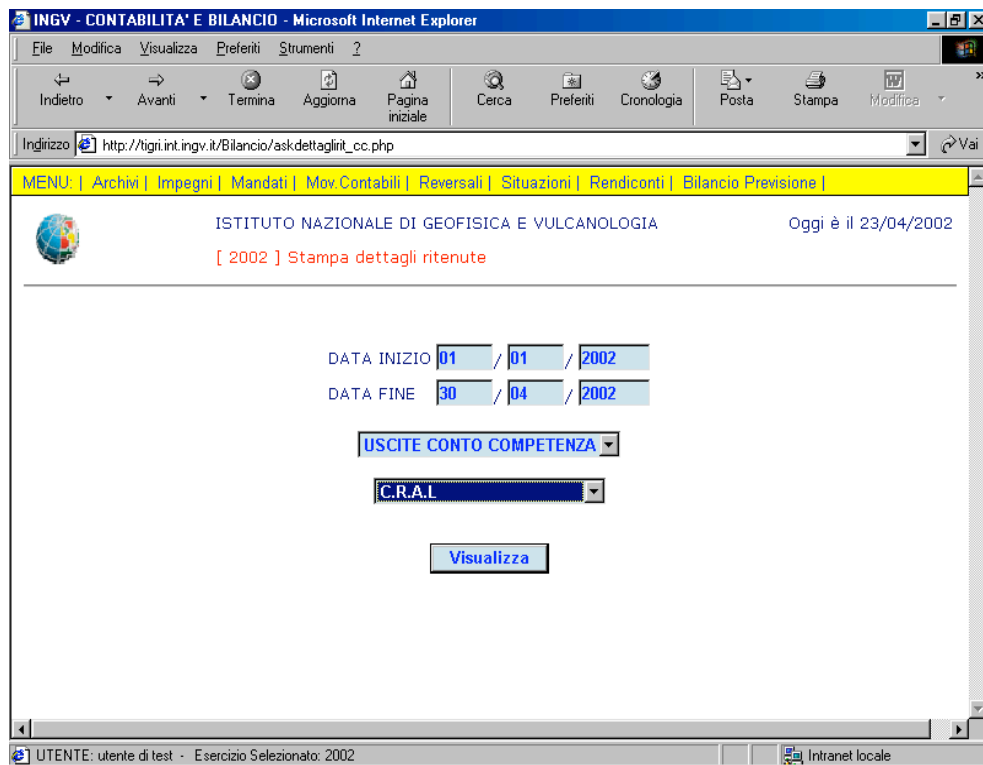 INGV - CONTABILITA' E BILANCIO - Microsoft Internet Explorer
File Modifica Visualizza Preferiti Strumenti ?
Indietro Avanti Termina Aggiorna Pagina iniziale Cerca Preferiti Cronologia Posta Stampa Modifica »
Indirizzo http://tigri.int.ingv.it/Bilancio/askdettaglirit_cc.php Vai
MENU: | Archivi | Impegni | Mandati | Mov.Contabili | Reversali | Situazioni | Rendiconti | Bilancio Previsione |
ISTITUTO NAZIONALE DI GEOFISICA E VULCANOLOGIA Oggi è il 23/04/2002
[ 2002 ] Stampa dettagli ritenute
DATA INIZIO 01 / 01 / 2002
DATA FINE 30 / 04 / 2002
USCITE CONTO COMPETENZA
C.R.A.L
Visualizza
UTENTE: utente di test - Esercizio Selezionato: 2002 Intranet locale